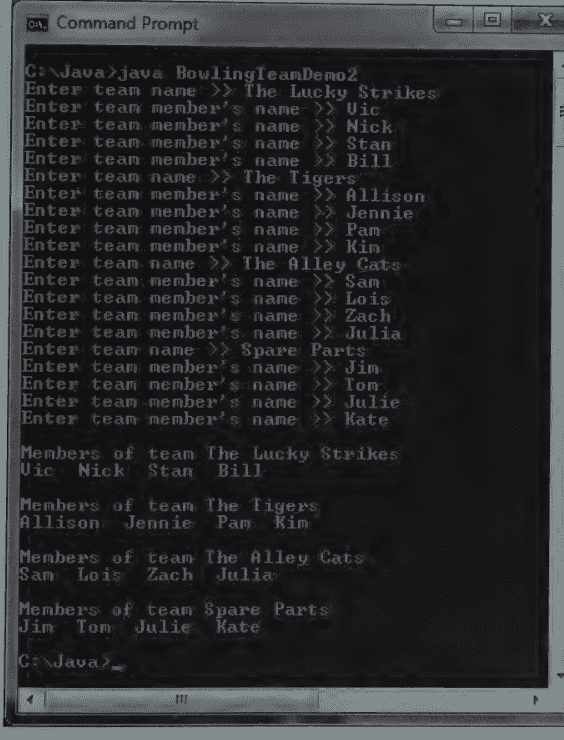 Command Prompt
C:\Java>java BowlingTeamDemo2
Enter team name >> The Lucky Strikes
Enter team member's name >> Vic
Enter team member's name >> Nick
Enter team member's name >> Stan
Enter team member's name >> Bill
Enter team name >> The Tigers
Enter team member's name >> Allison
Enter team member's name >> Jennie
Enter team member's name >> Pam
Enter team member's name >> Kim
Enter team name >> The Alley Cats
Enter team member's name >> Sam
Enter team member's name >> Lois
Enter team member's name >> Zach
Enter team member's name >> Julia
Enter team name >> Spare Parts
Enter team member's name >> Jim
Enter team member's name >> Tom
Enter team member's name >> Julie
Enter team member's name >> Kate
Members of team The Lucky Strikes
Vic Nick Stan Bill
Members of team The Tigers
Allison Jennie Pam Kim
Members of team The Alley Cats
Sam Lois Zach Julia
Members of team Spare Parts
Jim Tom Julie Kate
C:\Java>_